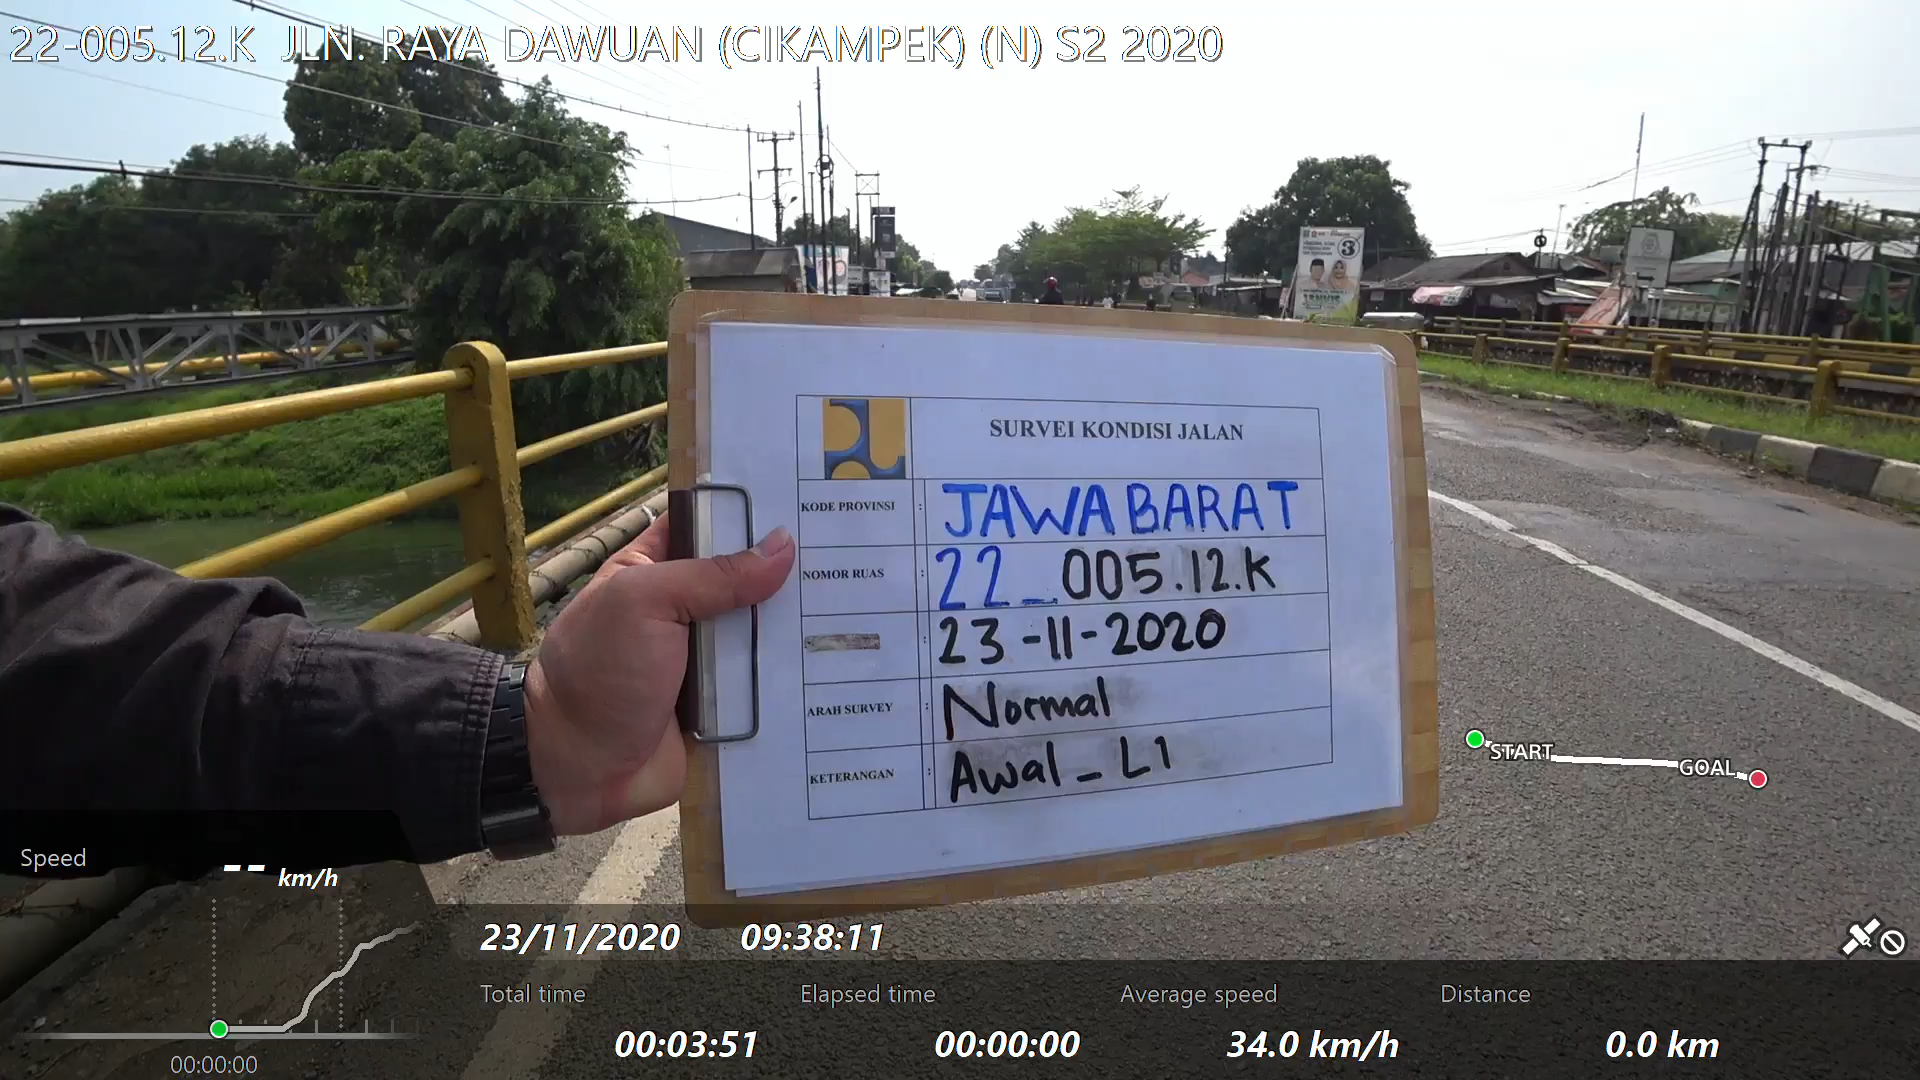 22-005.12.K JLN. RAYA DAWUAN (CIKAMPEK) (N) S2 2020
3
SURVEI KONDISI JALAN
KODE PROVINSI : JAWA BARAT
NOMOR RUAS : 22_005.12.K
: 23-11-2020
ARAH SURVEY : Normal
KETERANGAN : Awal_L1
START GOAL
Speed
-- km/h
23/11/2020 09:38:11
Total time Elapsed time Average speed Distance
00:03:51 00:00:00 34.0 km/h 0.0 km
00:00:00